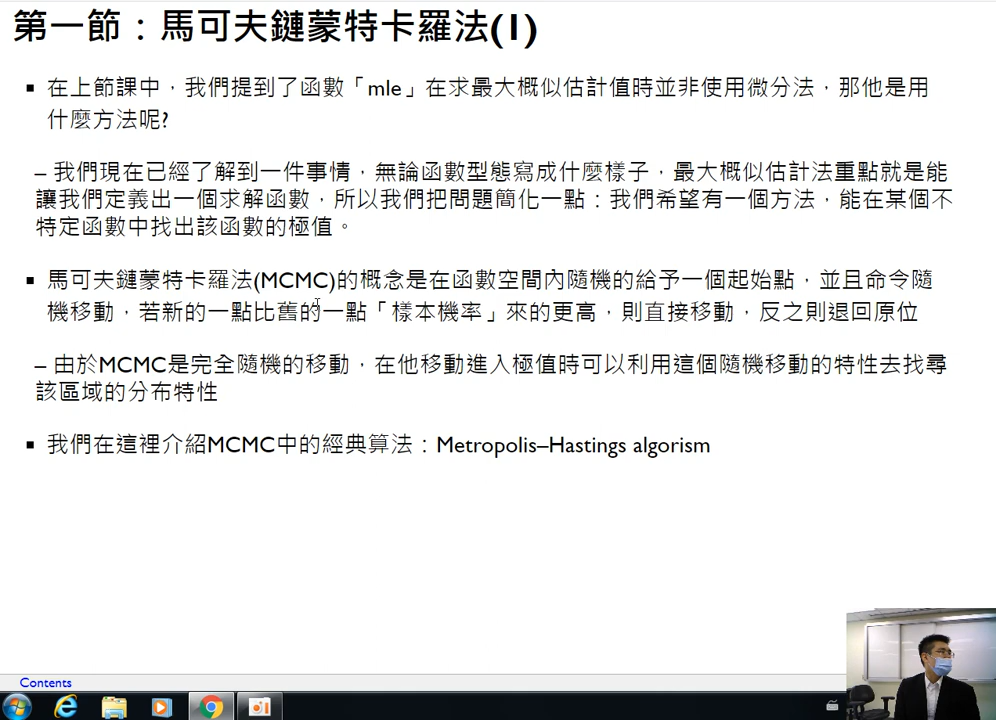 第一節：馬可夫鏈蒙特卡羅法(1)
▪ 在上節課中，我們提到了函數「mle」在求最大概似估計值時並非使用微分法，那他是用
什麼方法呢?
– 我們現在已經了解到一件事情，無論函數型態寫成什麼樣子，最大概似估計法重點就是能
讓我們定義出一個求解函數，所以我們把問題簡化一點：我們希望有一個方法，能在某個不
特定函數中找出該函數的極值。
▪ 馬可夫鏈蒙特卡羅法(MCMC)的概念是在函數空間內隨機的給予一個起始點，並且命令隨
機移動，若新的一點比舊的一點「樣本機率」來的更高，則直接移動，反之則退回原位
– 由於MCMC是完全隨機的移動，在他移動進入極值時可以利用這個隨機移動的特性去找尋
該區域的分布特性
▪ 我們在這裡介紹MCMC中的經典算法：Metropolis–Hastings algorism
Contents